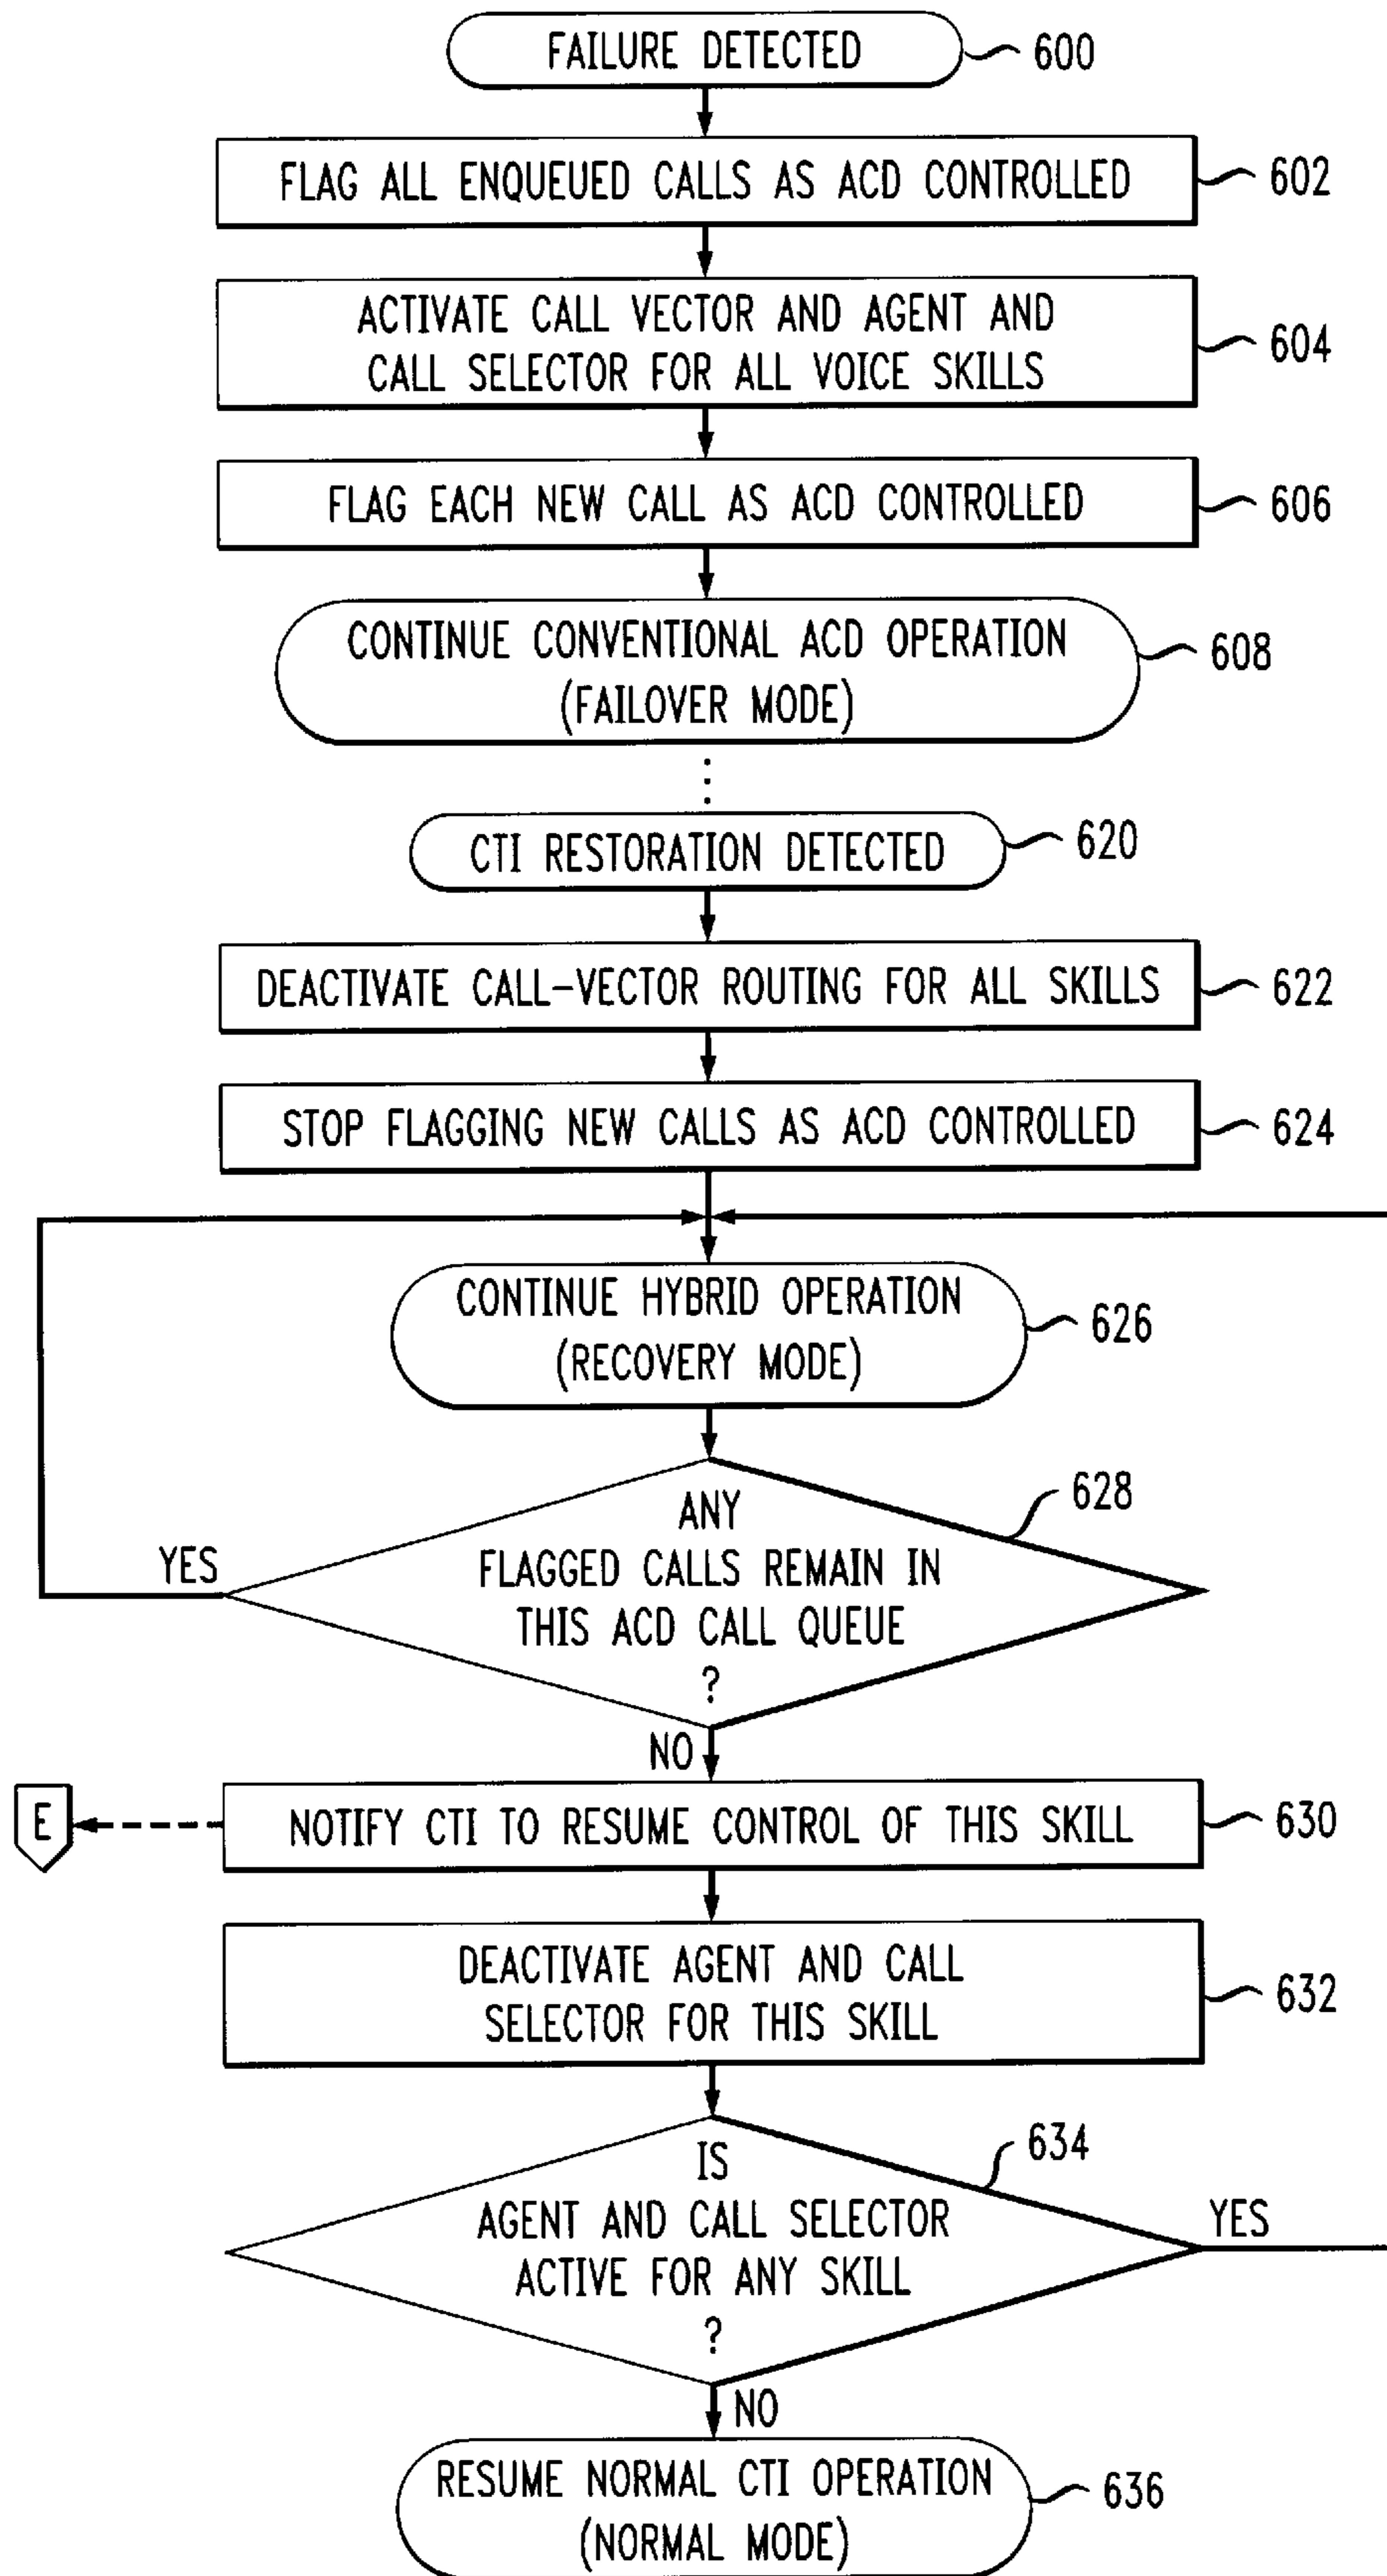 FAILURE DETECTED
600
FLAG ALL ENQUEUED CALLS AS ACD CONTROLLED
602
ACTIVATE CALL VECTOR AND AGENT AND
CALL SELECTOR FOR ALL VOICE SKILLS
604
FLAG EACH NEW CALL AS ACD CONTROLLED
606
CONTINUE CONVENTIONAL ACD OPERATION
(FAILOVER MODE)
608
CTI RESTORATION DETECTED
620
DEACTIVATE CALL-VECTOR ROUTING FOR ALL SKILLS
622
STOP FLAGGING NEW CALLS AS ACD CONTROLLED
624
CONTINUE HYBRID OPERATION
(RECOVERY MODE)
626
628
ANY
FLAGGED CALLS REMAIN IN
THIS ACD CALL QUEUE
?
YES
NO
E
NOTIFY CTI TO RESUME CONTROL OF THIS SKILL
630
DEACTIVATE AGENT AND CALL
SELECTOR FOR THIS SKILL
632
634
IS
AGENT AND CALL SELECTOR
ACTIVE FOR ANY SKILL
?
YES
NO
RESUME NORMAL CTI OPERATION
(NORMAL MODE)
636